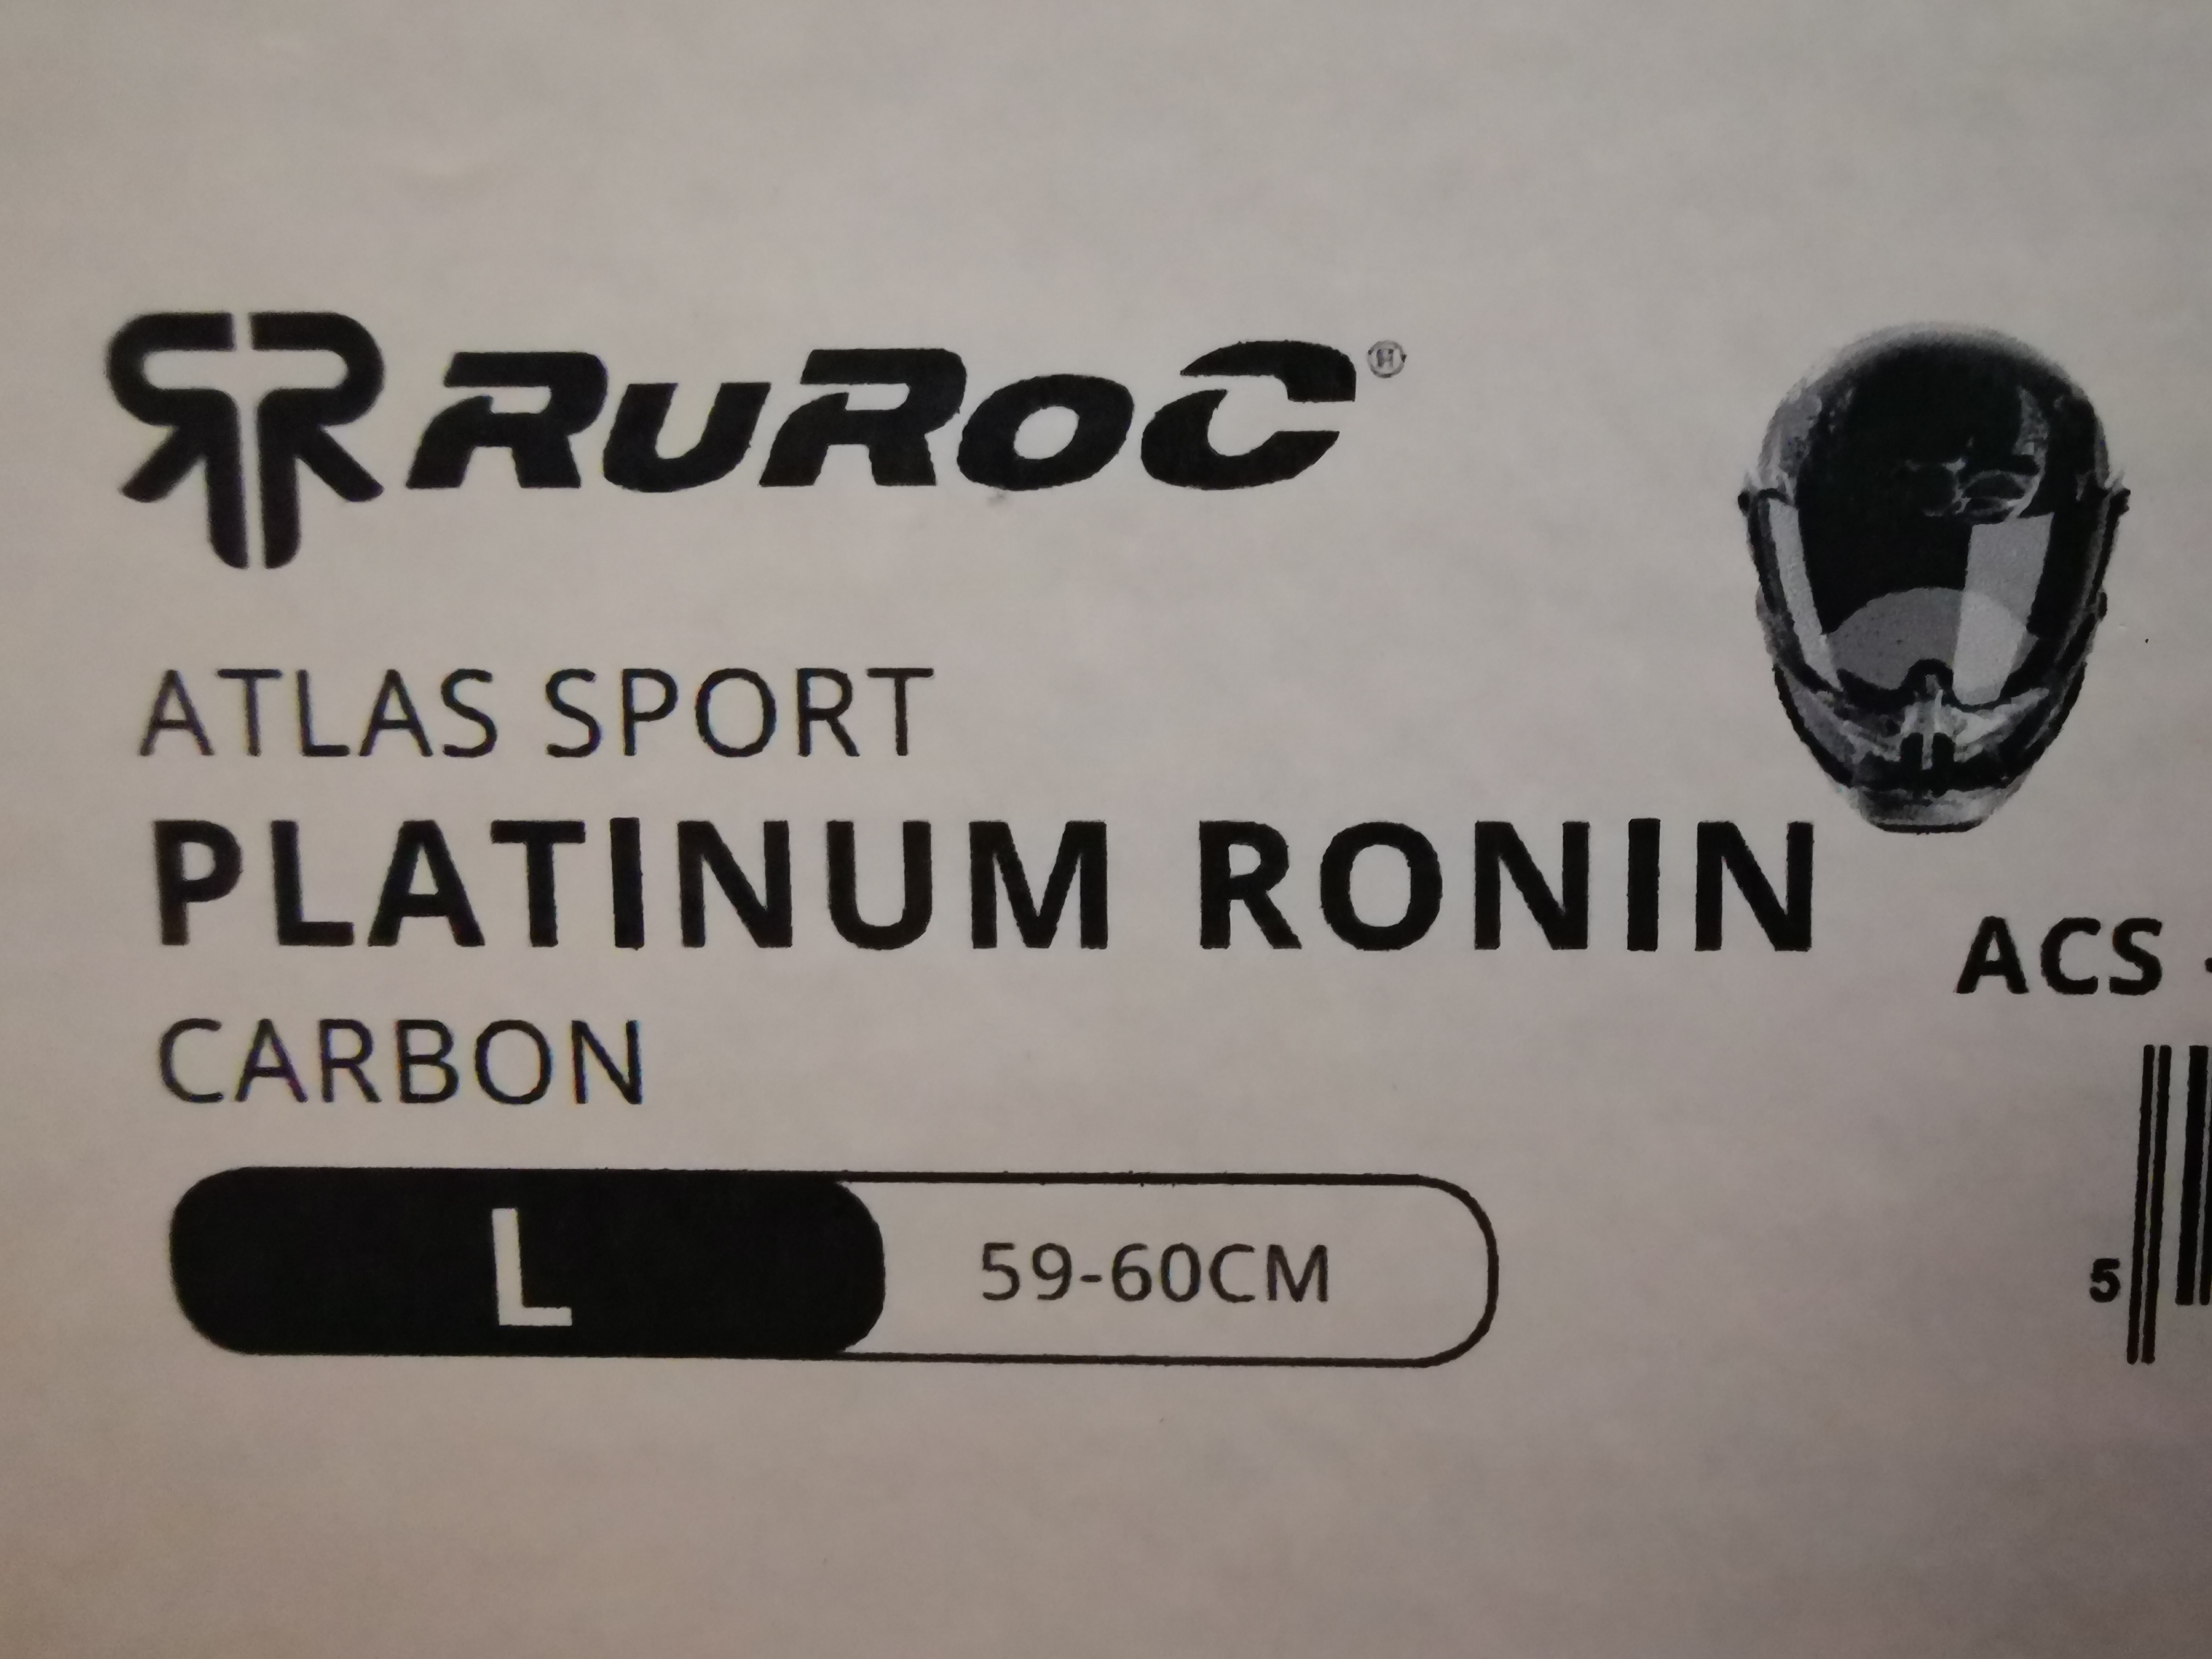 RuRoC®
ATLAS SPORT
PLATINUM RONIN
CARBON
L 59-60CM
ACS
5